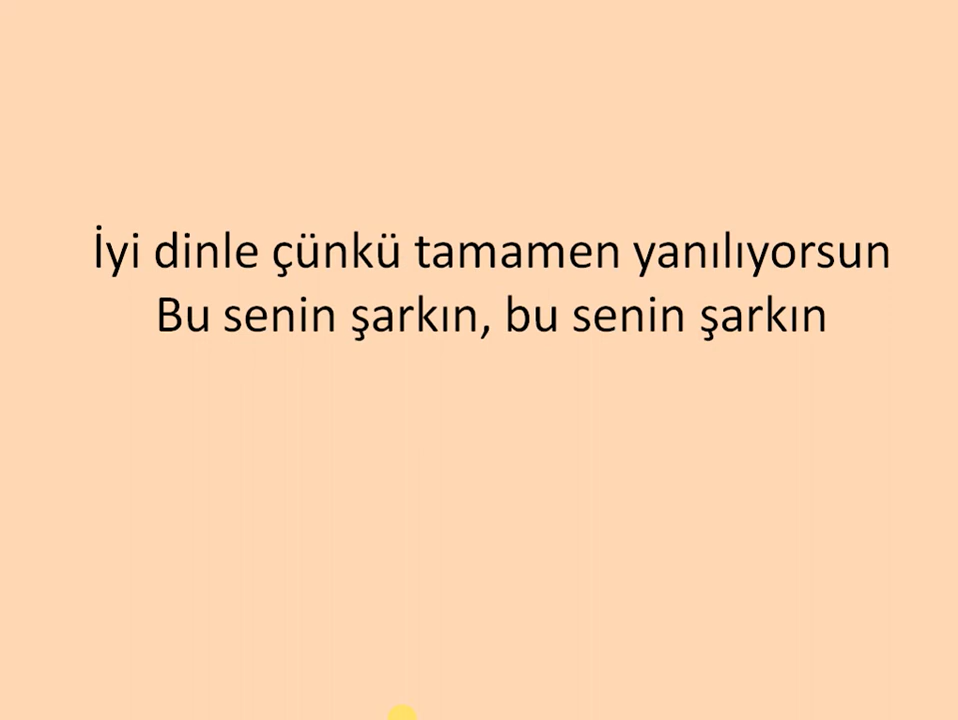 İyi dinle çünkü tamamen yanılıyorsun
Bu senin şarkın, bu senin şarkın